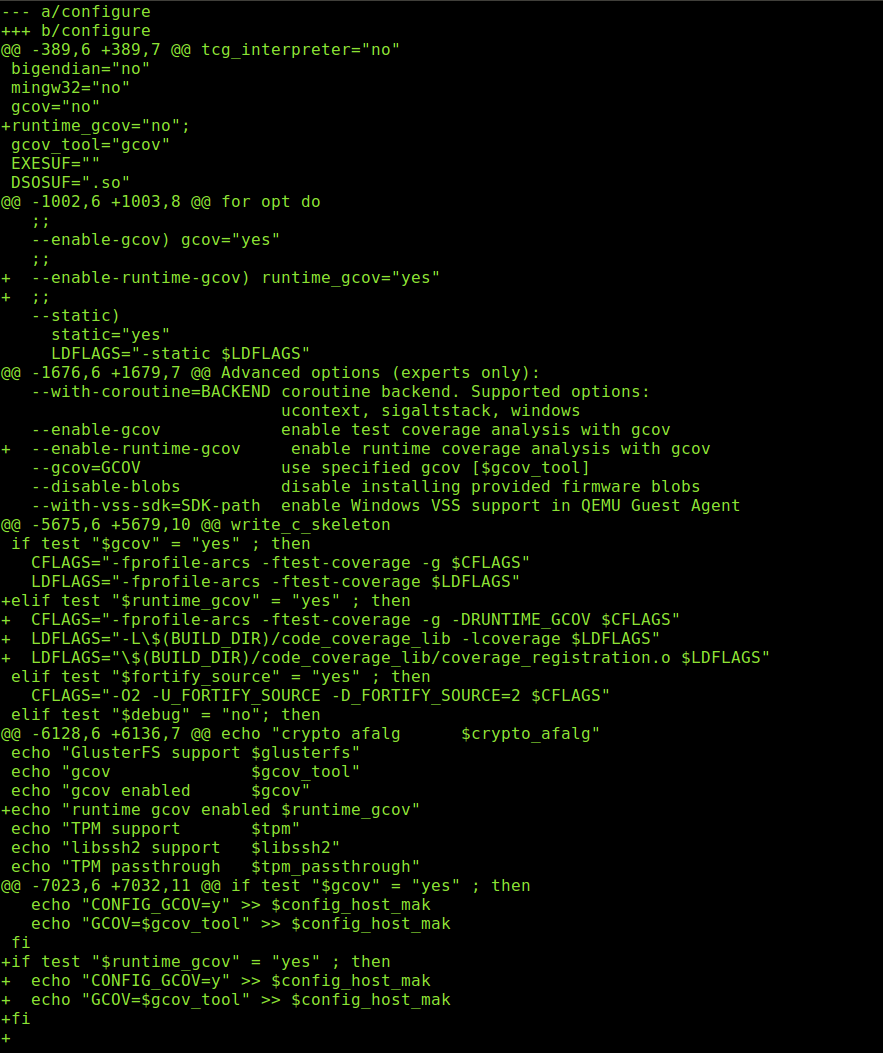 --- a/configure
+++ b/configure
@@ -389,6 +389,7 @@ tcg_interpreter="no"
 bigendian="no"
 mingw32="no"
 gcov="no"
+runtime_gcov="no";
 gcov_tool="gcov"
 EXESUF=""
 DSOSUF=".so"
@@ -1002,6 +1003,8 @@ for opt do
   ;;
   --enable-gcov) gcov="yes"
   ;;
+  --enable-runtime-gcov) runtime_gcov="yes"
+  ;;
   --static)
     static="yes"
     LDFLAGS="-static $LDFLAGS"
@@ -1676,6 +1679,7 @@ Advanced options (experts only):
   --with-coroutine=BACKEND coroutine backend. Supported options:
                            ucontext, sigaltstack, windows
   --enable-gcov            enable test coverage analysis with gcov
+  --enable-runtime-gcov     enable runtime coverage analysis with gcov
   --gcov=GCOV              use specified gcov [$gcov_tool]
   --disable-blobs          disable installing provided firmware blobs
   --with-vss-sdk=SDK-path  enable Windows VSS support in QEMU Guest Agent
@@ -5675,6 +5679,10 @@ write_c_skeleton
 if test "$gcov" = "yes" ; then
   CFLAGS="-fprofile-arcs -ftest-coverage -g $CFLAGS"
   LDFLAGS="-fprofile-arcs -ftest-coverage $LDFLAGS"
+elif test "$runtime_gcov" = "yes" ; then
+  CFLAGS="-fprofile-arcs -ftest-coverage -g -DRUNTIME_GCOV $CFLAGS"
+  LDFLAGS="-L\$(BUILD_DIR)/code_coverage_lib -lcoverage $LDFLAGS"
+  LDFLAGS="\$(BUILD_DIR)/code_coverage_lib/coverage_registration.o $LDFLAGS"
 elif test "$fortify_source" = "yes" ; then
   CFLAGS="-O2 -U_FORTIFY_SOURCE -D_FORTIFY_SOURCE=2 $CFLAGS"
 elif test "$debug" = "no"; then
@@ -6128,6 +6136,7 @@ echo "crypto afalg      $crypto_afalg"
 echo "GlusterFS support $glusterfs"
 echo "gcov              $gcov_tool"
 echo "gcov enabled      $gcov"
+echo "runtime gcov enabled $runtime_gcov"
 echo "TPM support       $tpm"
 echo "libssh2 support   $libssh2"
 echo "TPM passthrough   $tpm_passthrough"
@@ -7023,6 +7032,11 @@ if test "$gcov" = "yes" ; then
   echo "CONFIG_GCOV=y" >> $config_host_mak
   echo "GCOV=$gcov_tool" >> $config_host_mak
 fi
+if test "$runtime_gcov" = "yes" ; then
+  echo "CONFIG_GCOV=y" >> $config_host_mak
+  echo "GCOV=$gcov_tool" >> $config_host_mak
+fi
+